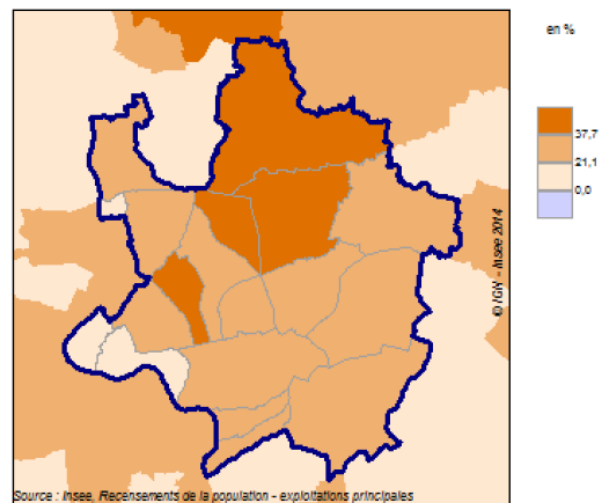 en %
37,7
21,1
0,0
© IGN - Insee 2014
Source : Insee, Recensements de la population - exploitations principales